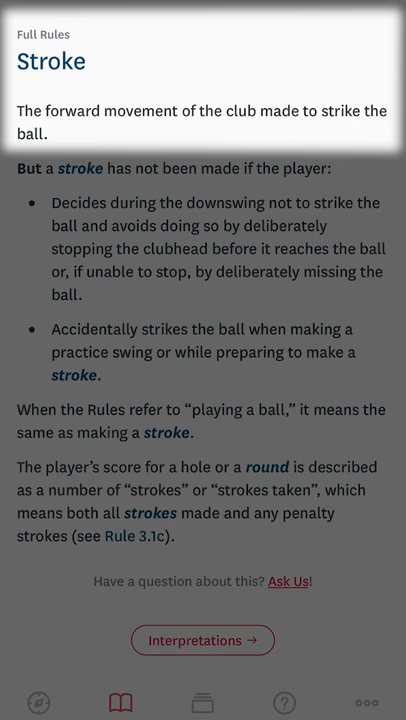 Full Rules
Stroke
The forward movement of the club made to strike the
ball.
But a stroke has not been made if the player:
• Decides during the downswing not to strike the
ball and avoids doing so by deliberately
stopping the clubhead before it reaches the ball
or, if unable to stop, by deliberately missing the
ball.
• Accidentally strikes the ball when making a
practice swing or while preparing to make a
stroke.
When the Rules refer to “playing a ball,” it means the
same as making a stroke.
The player’s score for a hole or a round is described
as a number of “strokes” or “strokes taken”, which
means both all strokes made and any penalty
strokes (see Rule 3.1c).
Have a question about this? Ask Us!
Interpretations →